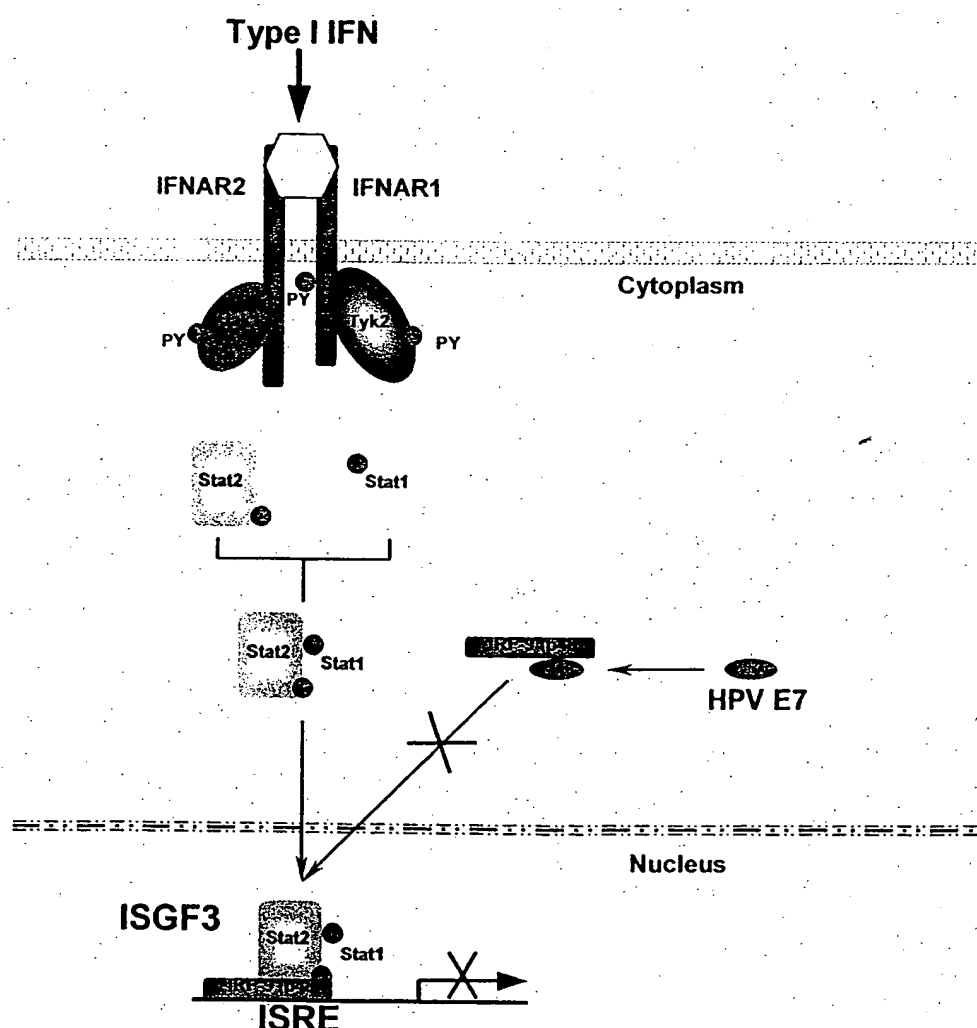 Type I IFN
IFNAR2
IFNAR1
Cytoplasm
PY
Tyk2
PY
PY
Stat2
Stat1
Stat2
Stat1
HPV E7
Nucleus
ISGF3
Stat2
Stat1
ISRE